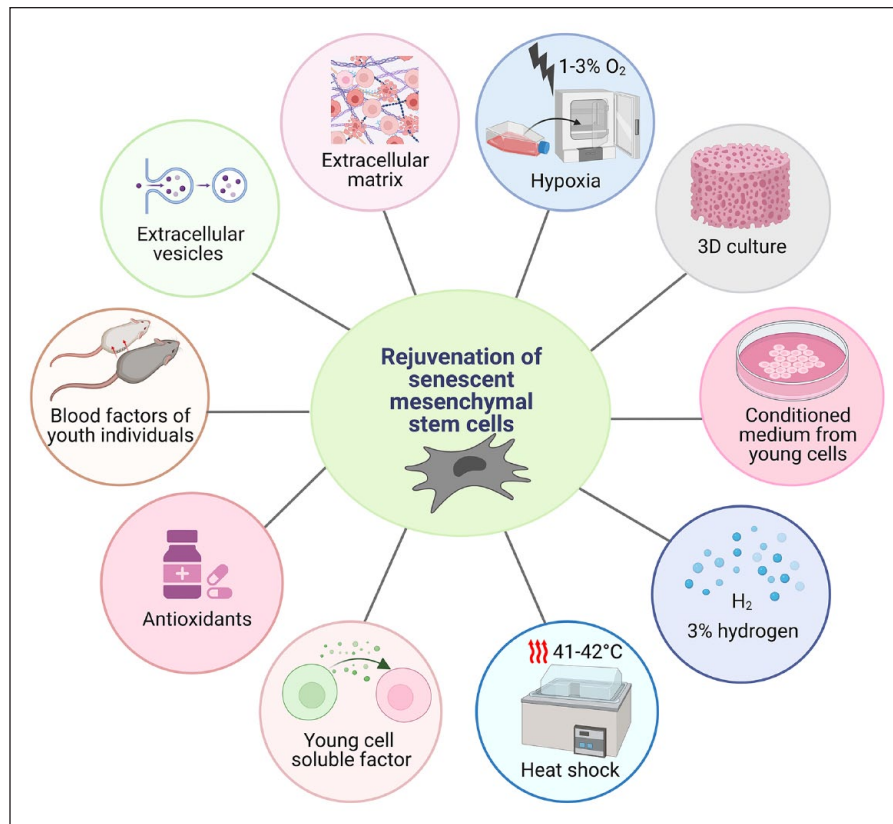 Rejuvenation of
senescent
mesenchymal
stem cells
Extracellular
matrix
1-3% O₂
Hypoxia
3D culture
Conditioned
medium from
young cells
H₂
3% hydrogen
41-42°C
Heat shock
Young cell
soluble factor
Antioxidants
Blood factors of
youth individuals
Extracellular
vesicles